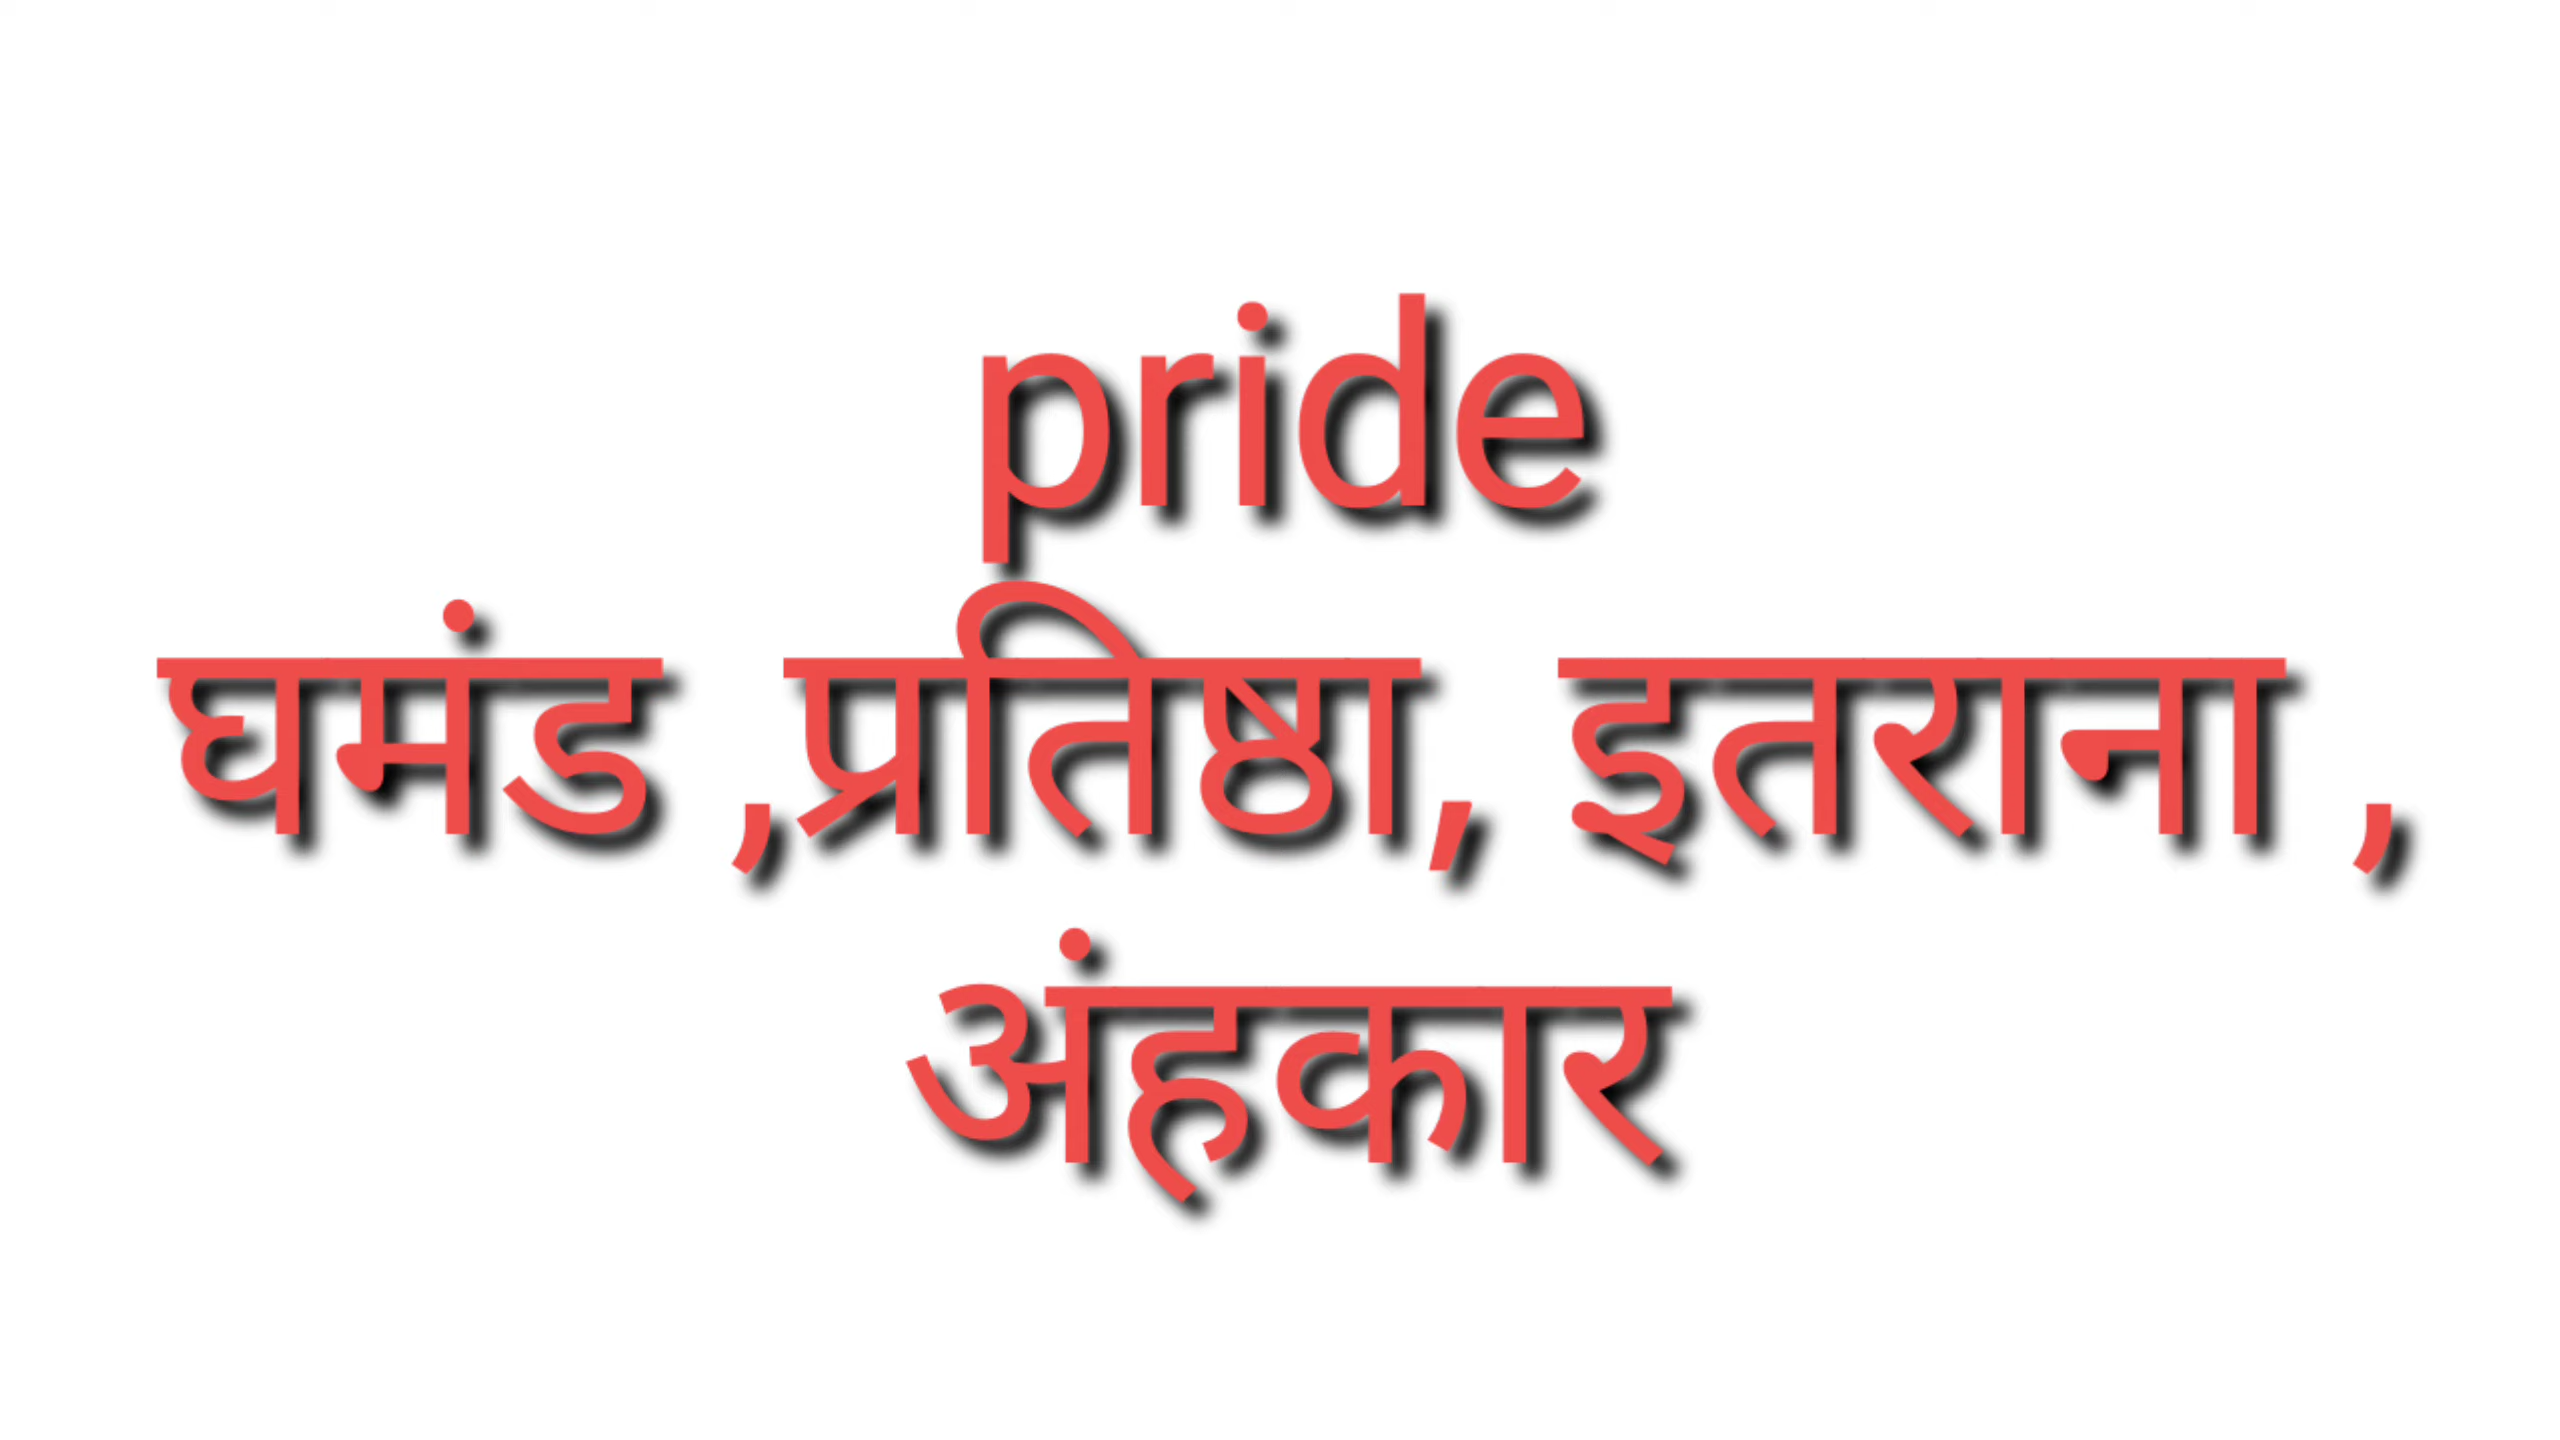 pride
घमंड ,प्रतिष्ठा, इतराना ,
अंहकार